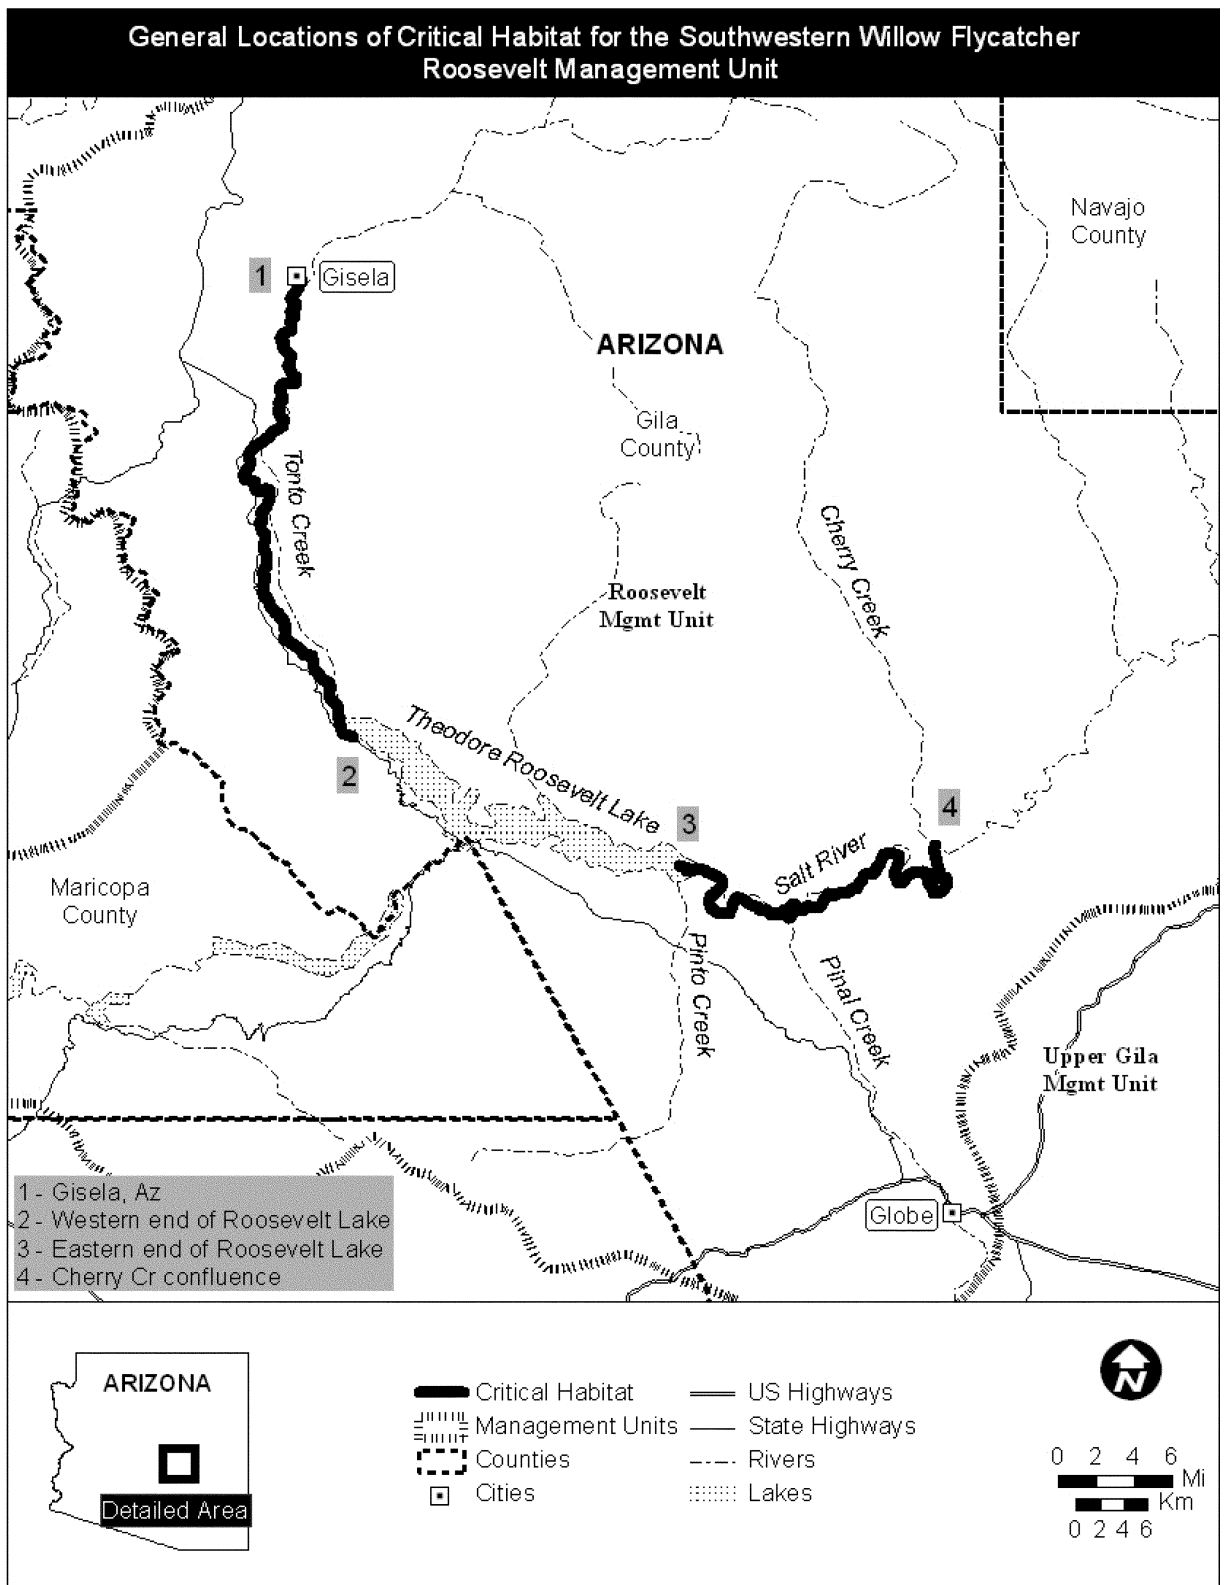 General Locations of Critical Habitat for the Southwestern Willow Flycatcher
Roosevelt Management Unit
Navajo
County
1
Gisela
ARIZONA
Gila
County
Tonto Creek
Cherry Creek
Roosevelt
Mgmt Unit
Theodore Roosevelt Lake
2
3
4
Salt River
Maricopa
County
Pinto Creek
Pinal Creek
Upper Gila
Mgmt Unit
Globe
1 - Gisela, Az
2 - Western end of Roosevelt Lake
3 - Eastern end of Roosevelt Lake
4 - Cherry Cr confluence
ARIZONA
Detailed Area
Critical Habitat
Management Units
Counties
Cities
US Highways
State Highways
Rivers
Lakes
N
0 2 4 6
Mi
Km
0 2 4 6